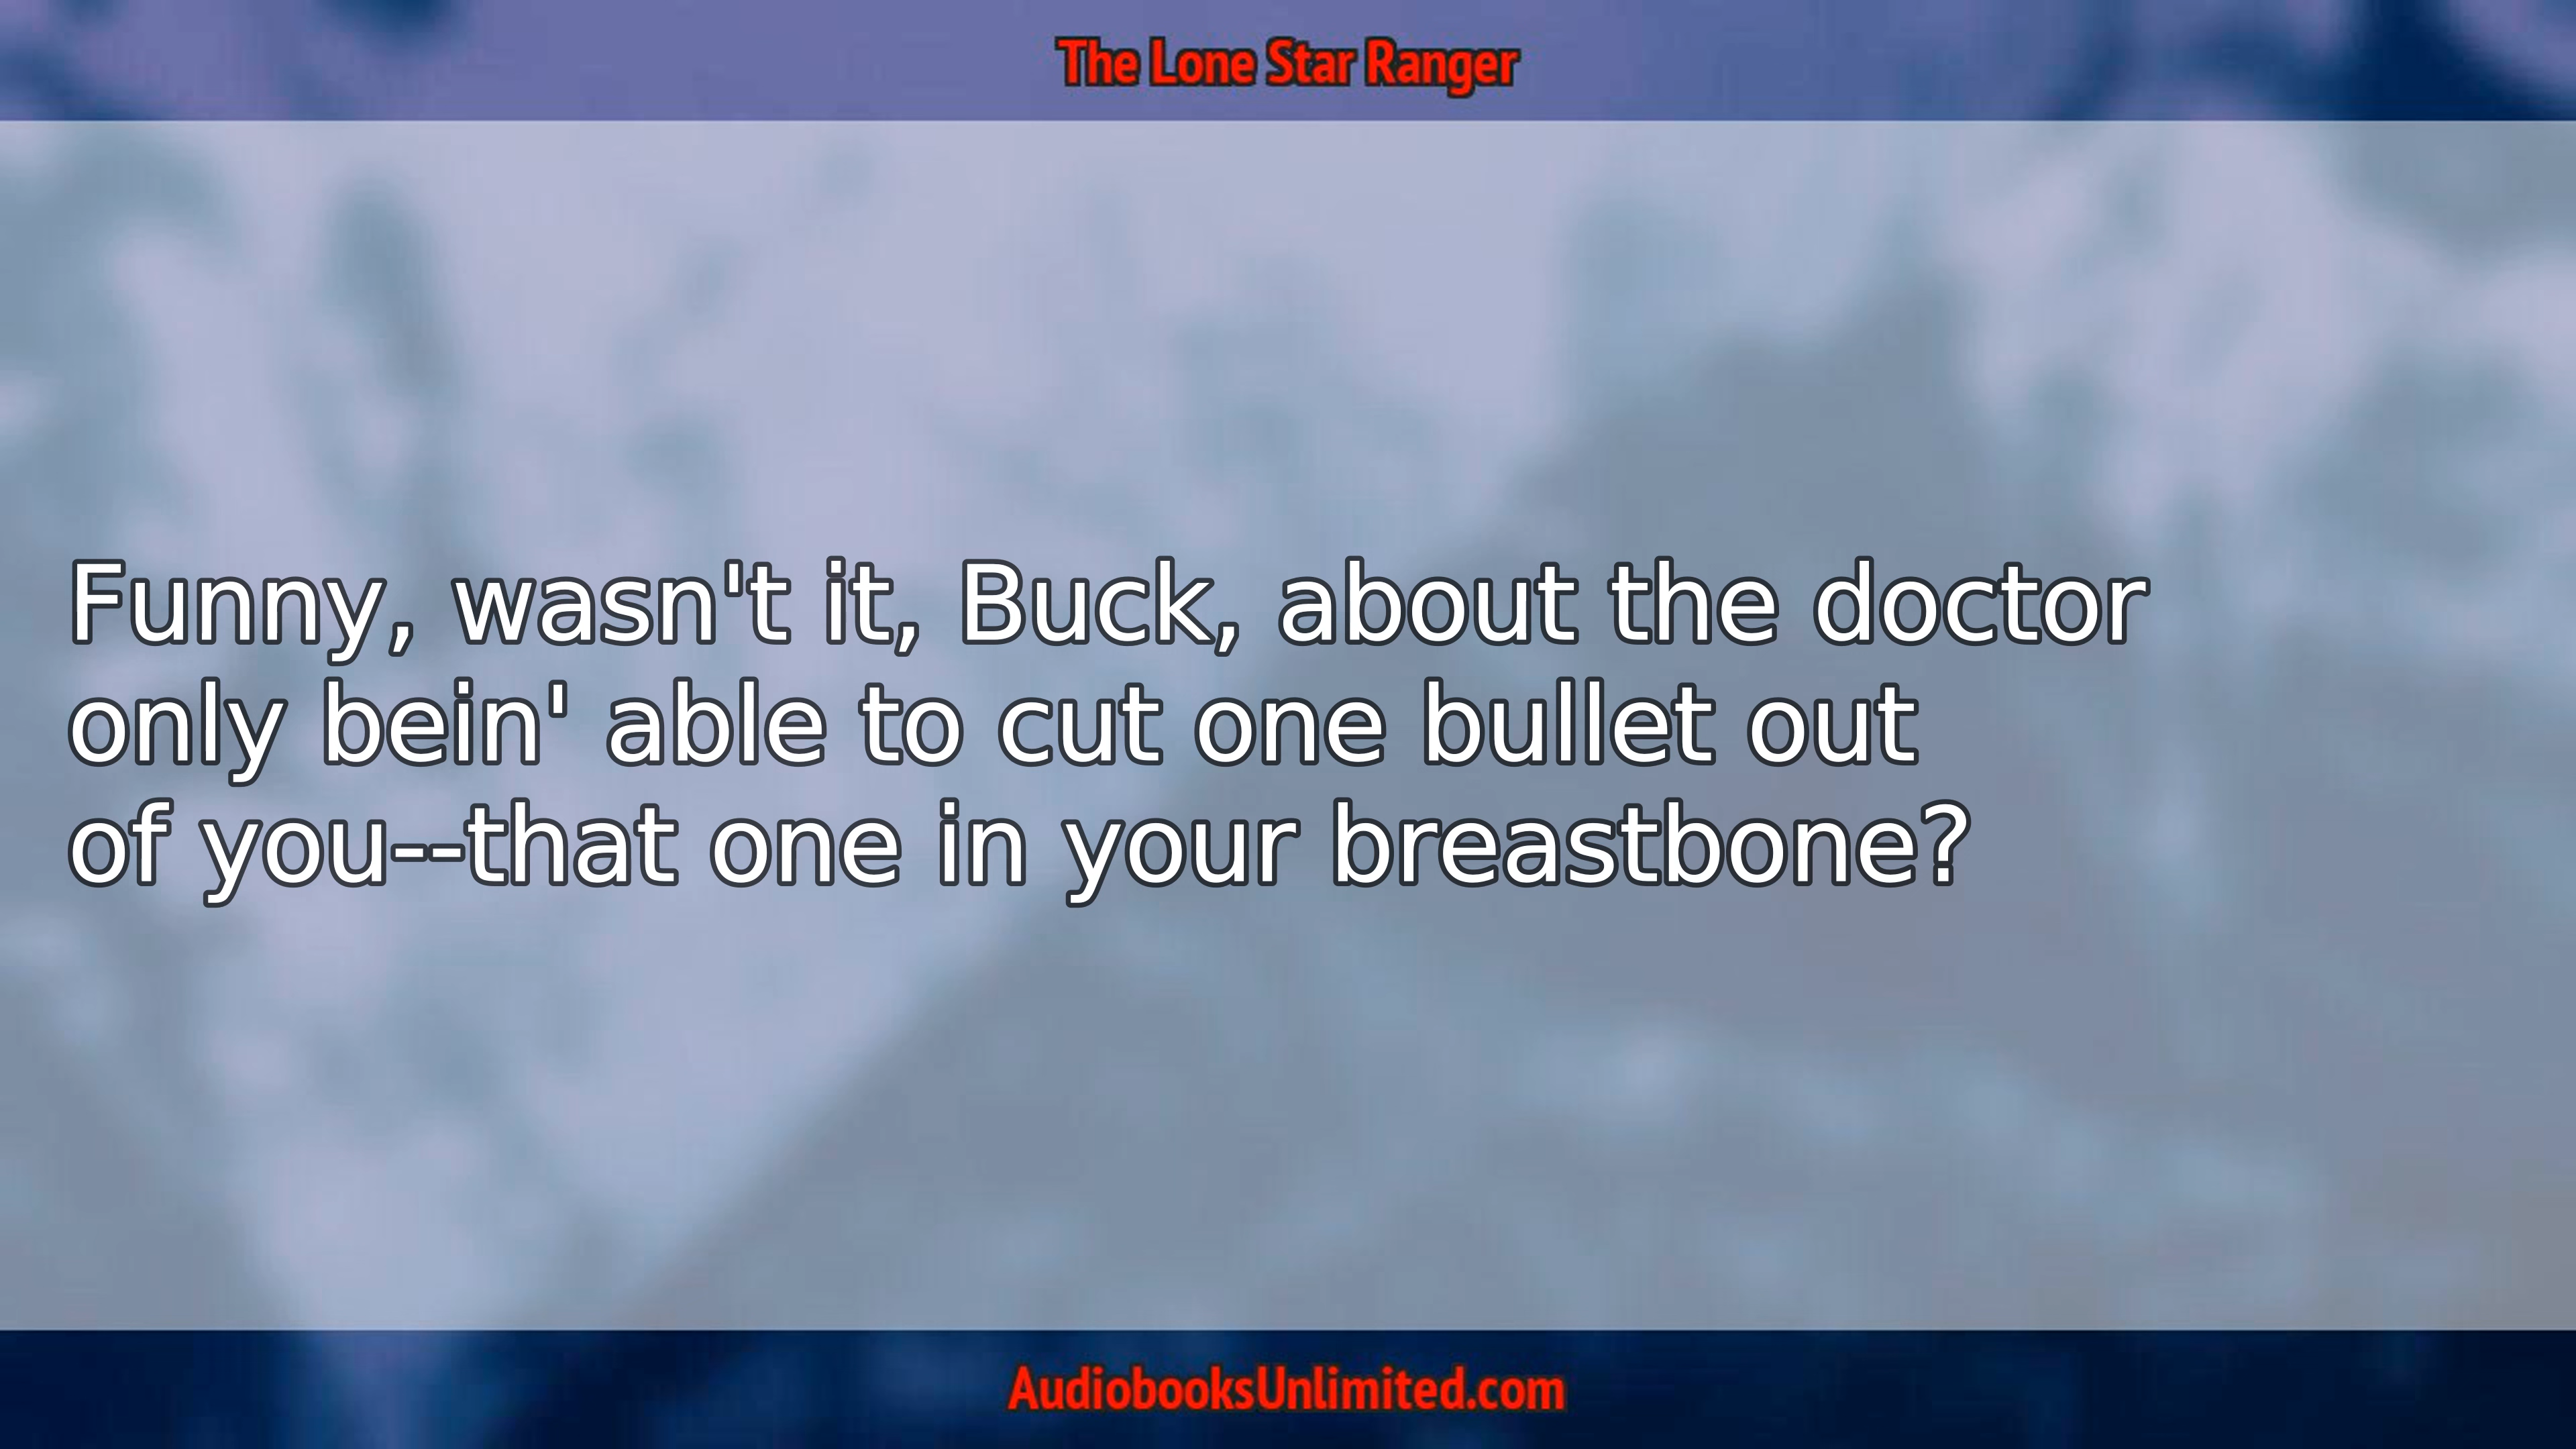 The Lone Star Ranger
Funny, wasn't it, Buck, about the doctor
only bein' able to cut one bullet out
of you--that one in your breastbone?
AudiobooksUnlimited.com